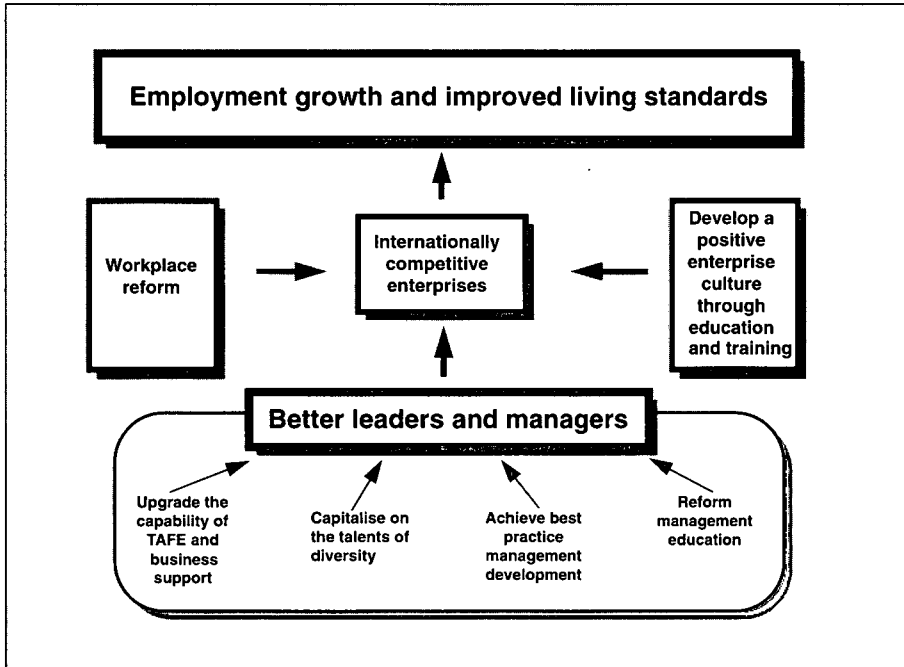 Employment growth and improved living standards
Workplace
reform
Internationally
competitive
enterprises
Develop a
positive
enterprise
culture
through
education
and training
Better leaders and managers
Upgrade the
capability of
TAFE and
business
support
Capitalise on
the talents of
diversity
Achieve best
practice
management
development
Reform
management
education